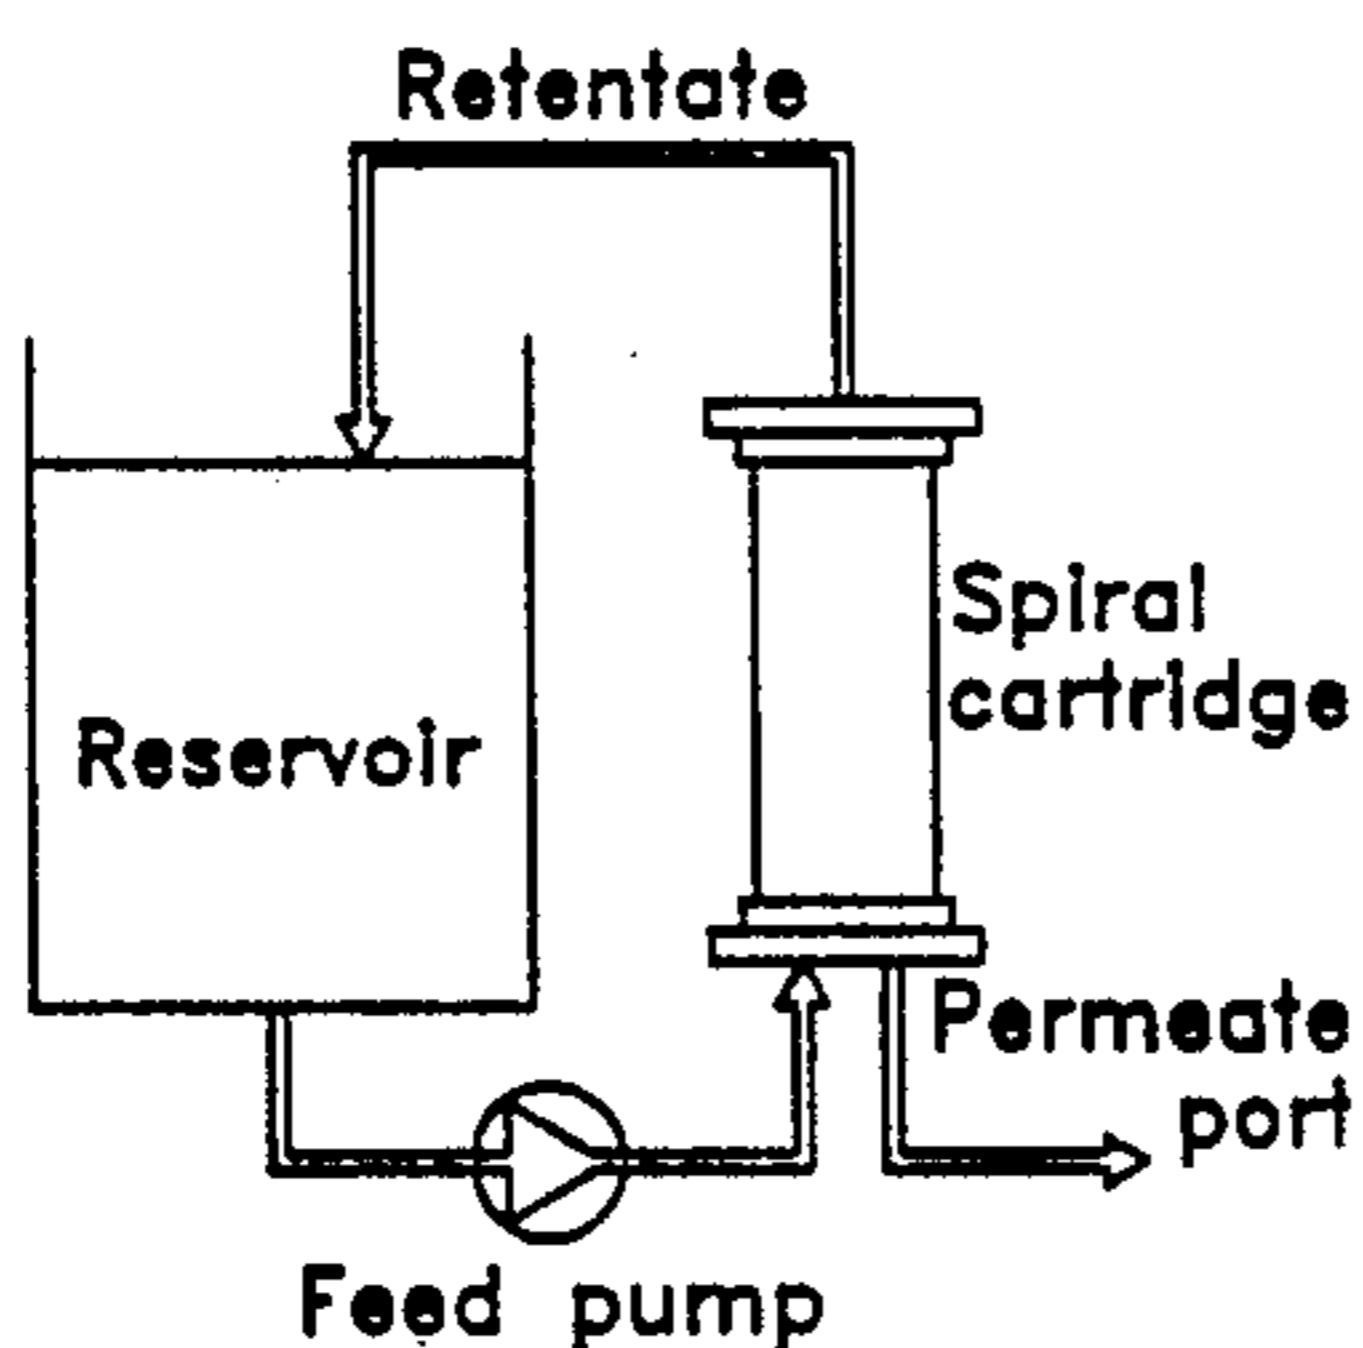 Retentate
Reservoir
Spiral
cartridge
Permeate
port
Feed pump